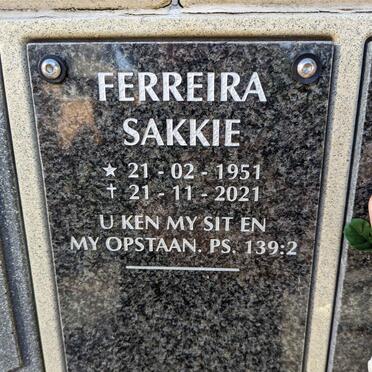 FERREIRA
SAKKIE
★ 21 - 02 - 1951
† 21 - 11 - 2021
U KEN MY SIT EN
MY OPSTAAN. PS. 139:2